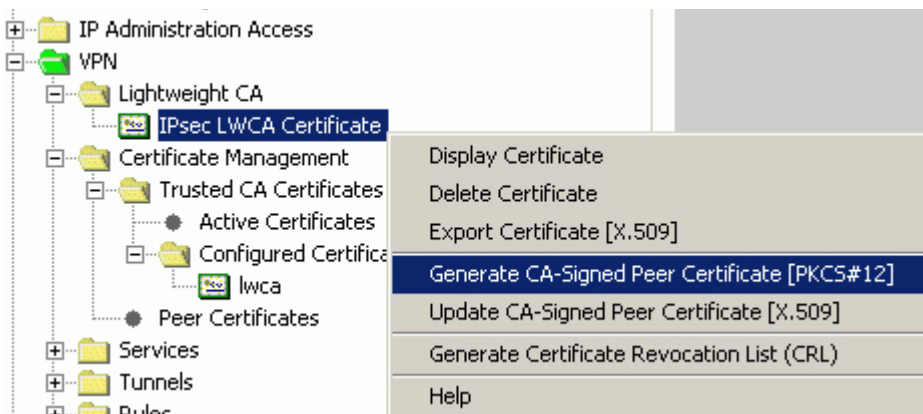 IP Administration Access
VPN
Lightweight CA
IPsec LWCA Certificate
Certificate Management
Trusted CA Certificates
Active Certificates
Configured Certifica
lwca
Peer Certificates
Services
Tunnels
Rules
Display Certificate
Delete Certificate
Export Certificate [X.509]
Generate CA-Signed Peer Certificate [PKCS#12]
Update CA-Signed Peer Certificate [X.509]
Generate Certificate Revocation List (CRL)
Help